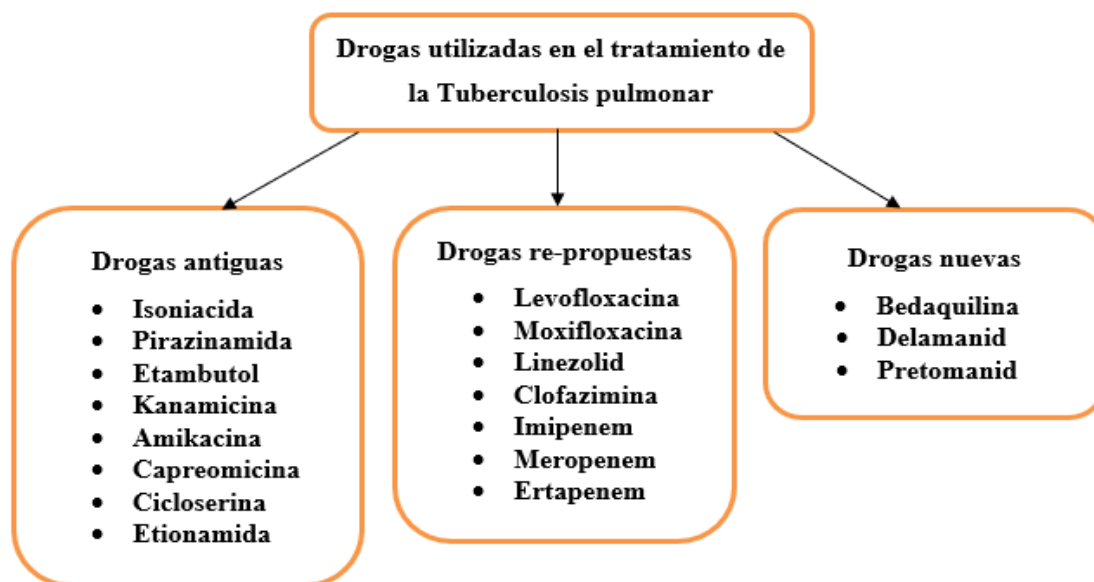 Drogas utilizadas en el tratamiento de
la Tuberculosis pulmonar
Drogas antiguas
• Isoniacida
• Pirazinamida
• Etambutol
• Kanamicina
• Amikacina
• Capreomicina
• Cicloserina
• Etionamida
Drogas re-propuestas
• Levofloxacina
• Moxifloxacina
• Linezolid
• Clofazimina
• Imipenem
• Meropenem
• Ertapenem
Drogas nuevas
• Bedaquilina
• Delamanid
• Pretomanid